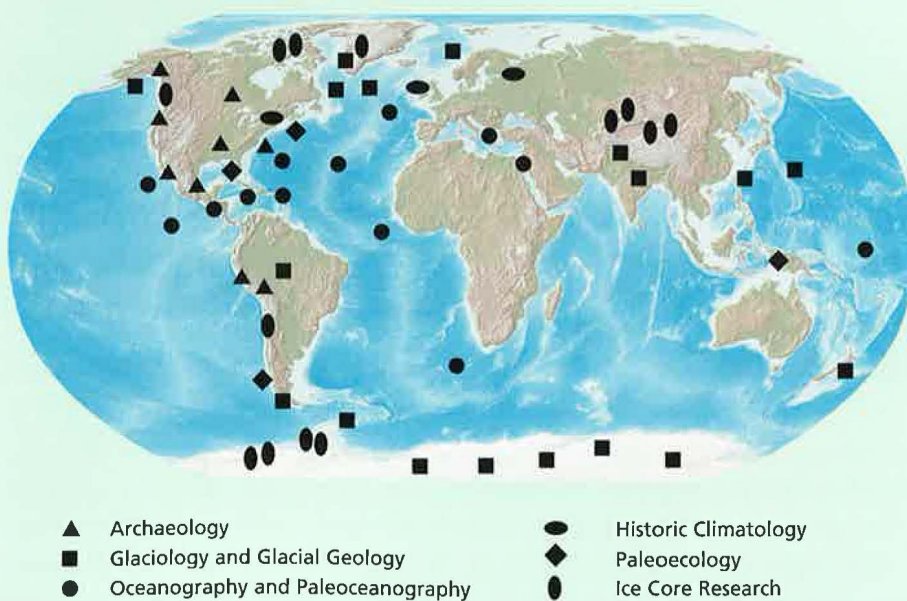 Archaeology
Glaciology and Glacial Geology
Oceanography and Paleoceanography
Historic Climatology
Paleoecology
Ice Core Research